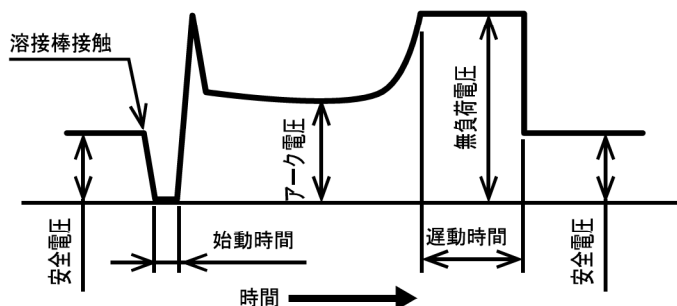 溶接棒接触
安全電圧
始動時間
アーク電圧
無負荷電圧
遅動時間
安全電圧
時間